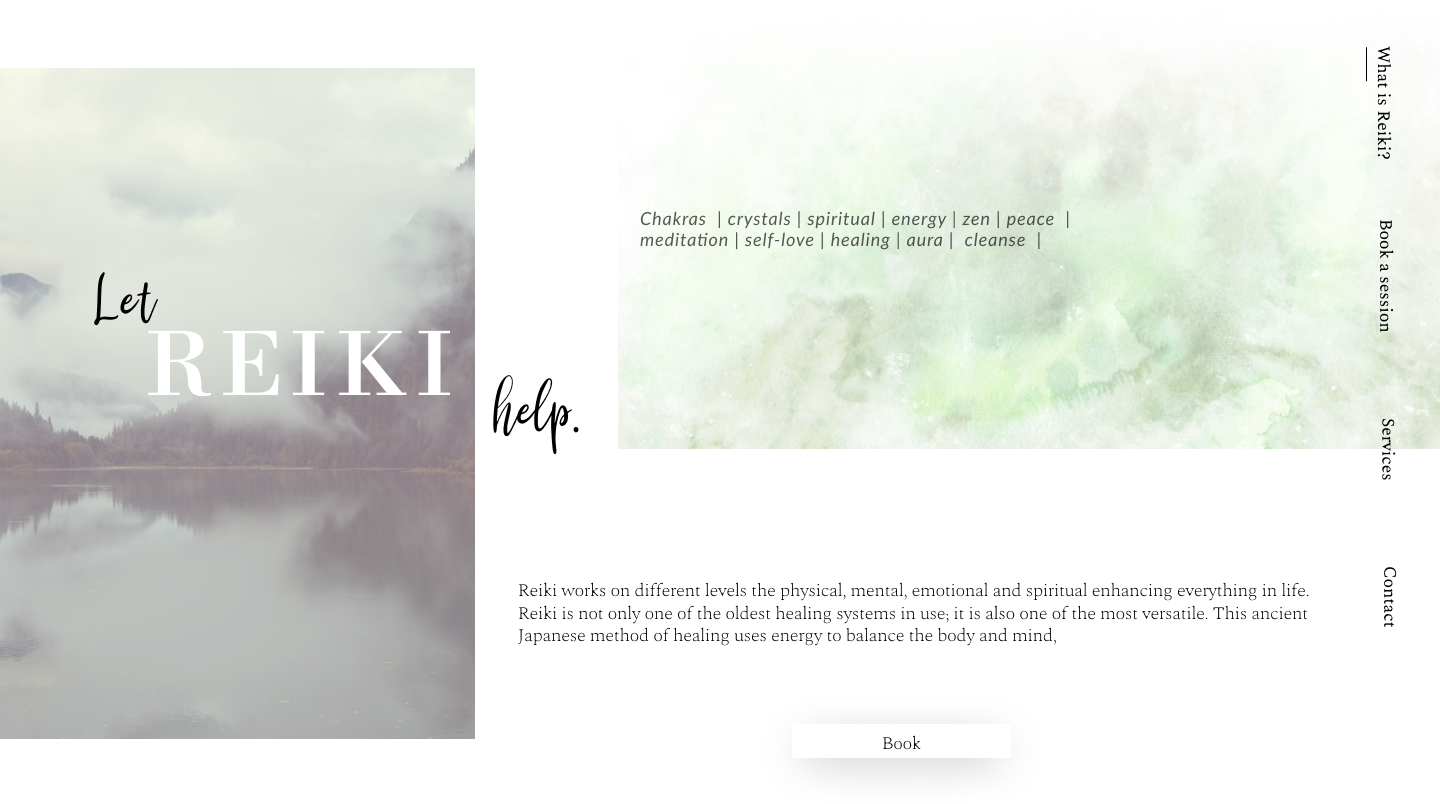 Let
REIKI
help.
Chakras | crystals | spiritual | energy | zen | peace |
meditation | self-love | healing | aura | cleanse |
Reiki works on different levels the physical, mental, emotional and spiritual enhancing everything in life.
Reiki is not only one of the oldest healing systems in use; it is also one of the most versatile. This ancient
Japanese method of healing uses energy to balance the body and mind,
Book
What is Reiki?
Book a session
Services
Contact